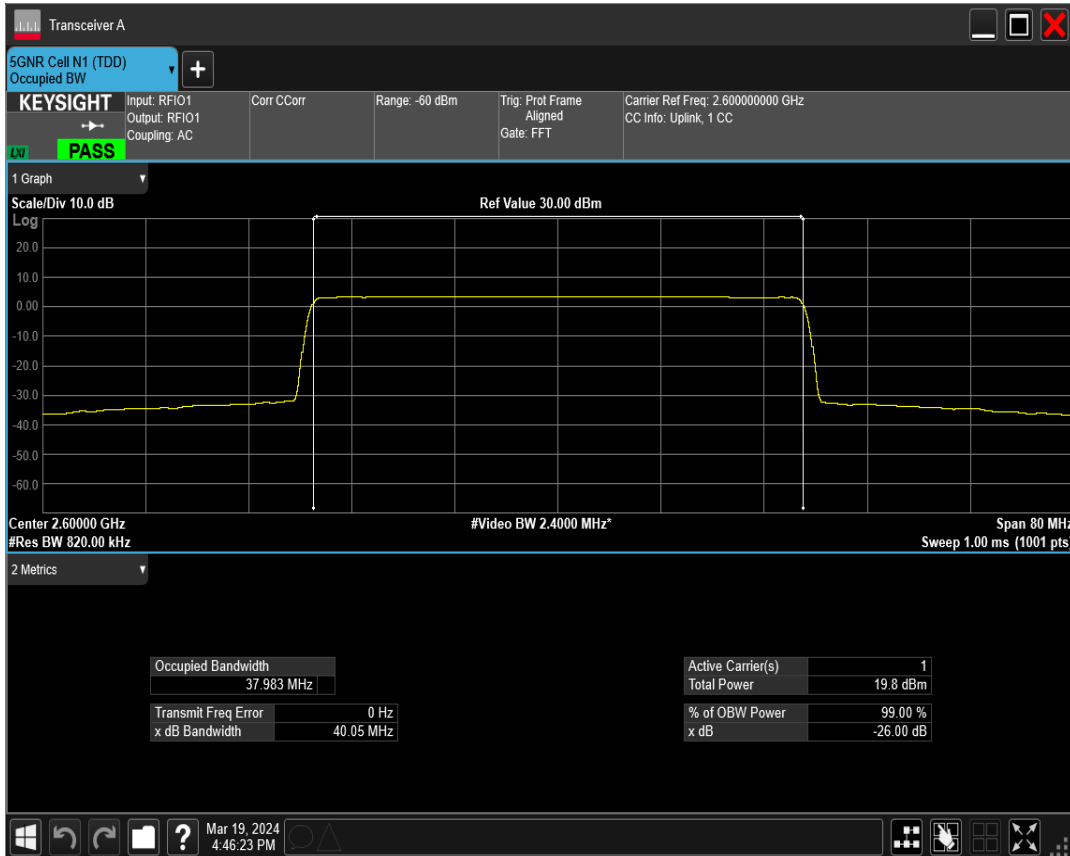 Transceiver A
5GNR Cell N1 (TDD)
Occupied BW
+
KEYSIGHT
LXI
PASS
Input: RFIO1
Output: RFIO1
Coupling: AC
Corr CCorr
Range: -60 dBm
Trig: Prot Frame
Aligned
Gate: FFT
Carrier Ref Freq: 2.600000000 GHz
CC Info: Uplink, 1 CC
1 Graph
Scale/Div 10.0 dB
Ref Value 30.00 dBm
Log
20.0
10.0
0.00
-10.0
-20.0
-30.0
-40.0
-50.0
-60.0
Center 2.60000 GHz
#Video BW 2.4000 MHz*
Span 80 MHz
#Res BW 820.00 kHz
Sweep 1.00 ms (1001 pts)
2 Metrics
Occupied Bandwidth
37.983 MHz
Transmit Freq Error 0 Hz
x dB Bandwidth 40.05 MHz
Active Carrier(s) 1
Total Power 19.8 dBm
% of OBW Power 99.00 %
x dB -26.00 dB
?
Mar 19, 2024
4:46:23 PM